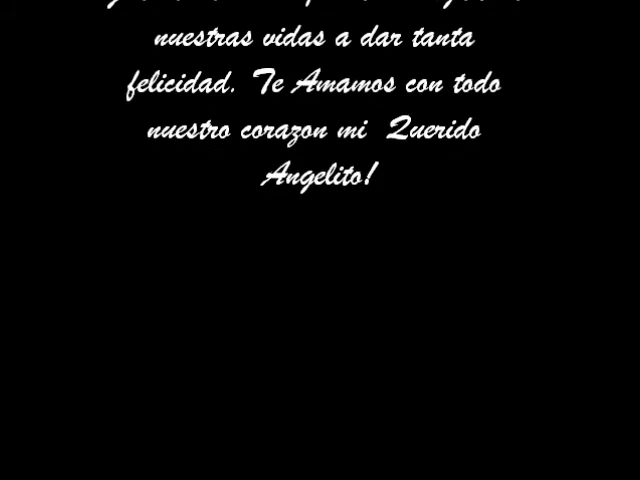 nuestras vidas a dar tanta
felicidad. Te Amamos con todo
nuestro corazon mi Querido
Angelito!